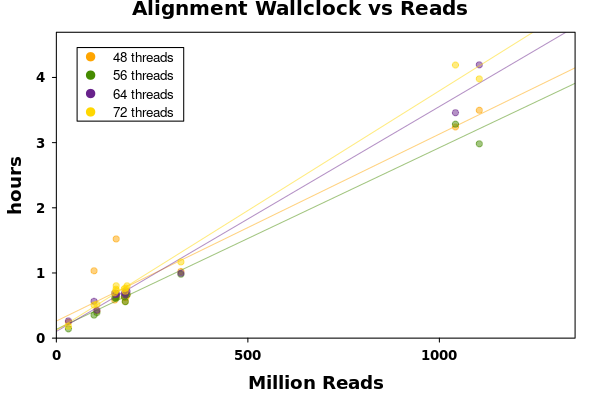 Alignment Wallclock vs Reads
48 threads
56 threads
64 threads
72 threads
hours
4
3
2
1
0
0 500 1000
Million Reads